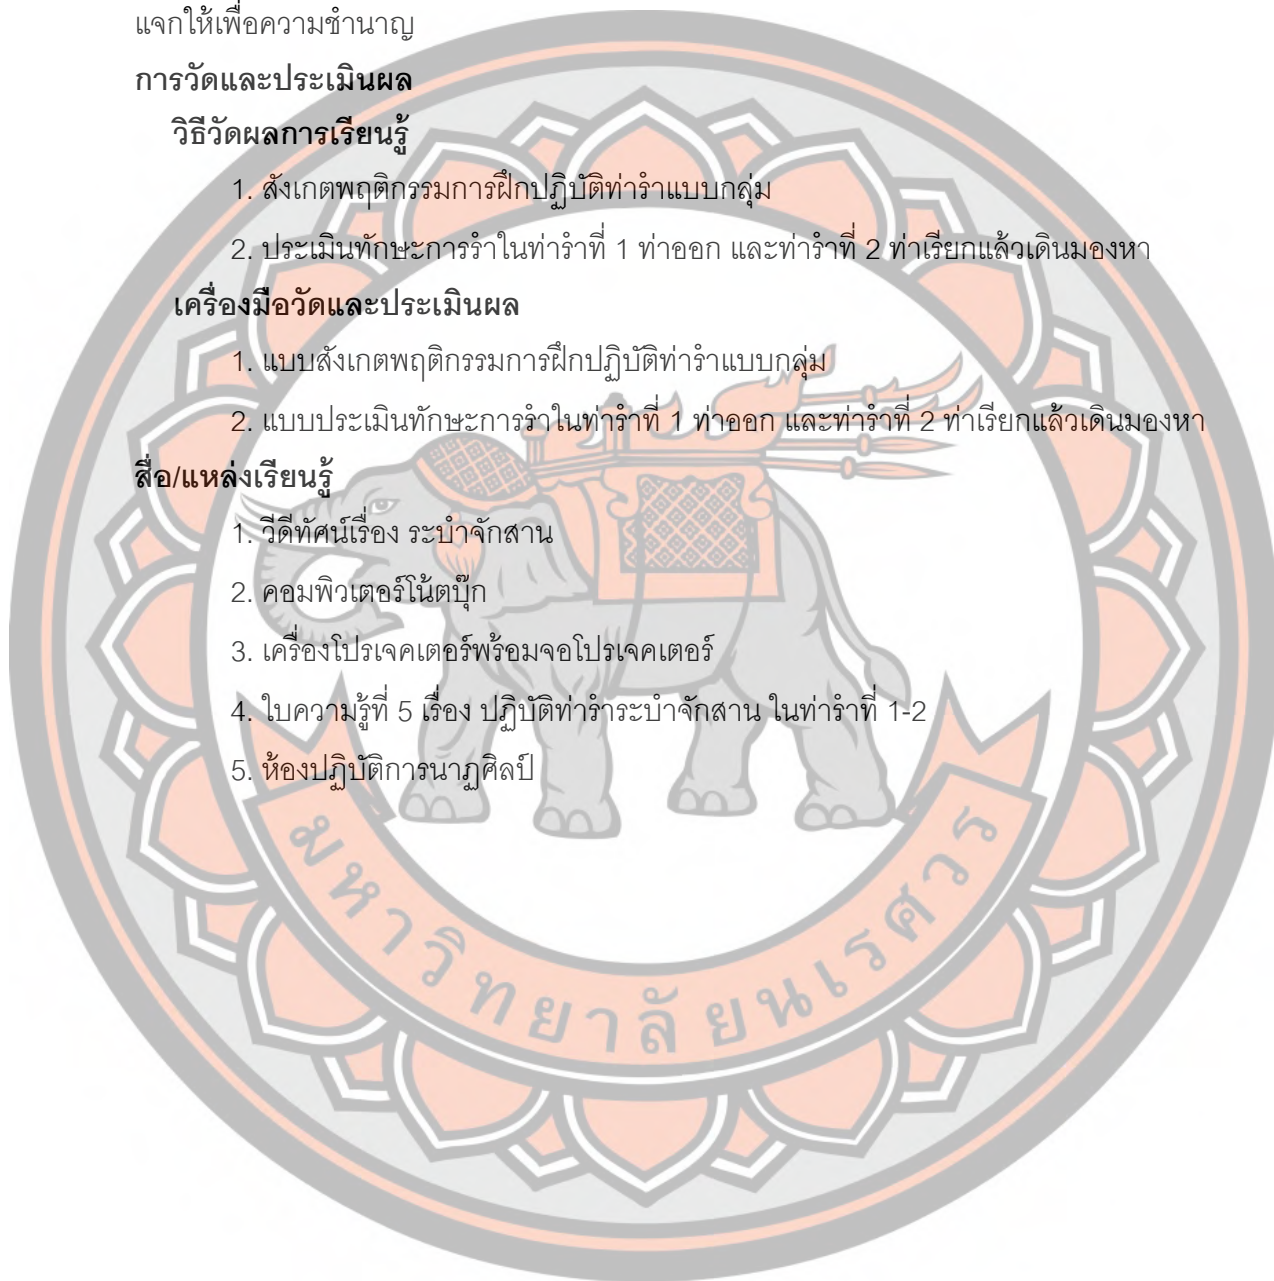 แจกให้เพื่อความชำนาญ
การวัดและประเมินผล
วิธีวัดผลการเรียนรู้
1. สังเกตพฤติกรรมการฝึกปฏิบัติท่ารำแบบกลุ่ม
2. ประเมินทักษะการรำในท่ารำที่ 1 ท่าออก และท่ารำที่ 2 ท่าเรียกแล้วเดินมองหา
เครื่องมือวัดและประเมินผล
1. แบบสังเกตพฤติกรรมการฝึกปฏิบัติท่ารำแบบกลุ่ม
2. แบบประเมินทักษะการรำในท่ารำที่ 1 ท่าออก และท่ารำที่ 2 ท่าเรียกแล้วเดินมองหา
สื่อ/แหล่งเรียนรู้
1. วีดีทัศน์เรื่อง ระบำจักสาน
2. คอมพิวเตอร์โน้ตบุ๊ก
3. เครื่องโปรเจคเตอร์พร้อมจอโปรเจคเตอร์
4. ใบความรู้ที่ 5 เรื่อง ปฏิบัติท่ารำระบำจักสาน ในท่ารำที่ 1-2
5. ห้องปฏิบัติการนาฏศิลป์
มหาวิทยาลัยนเรศวร